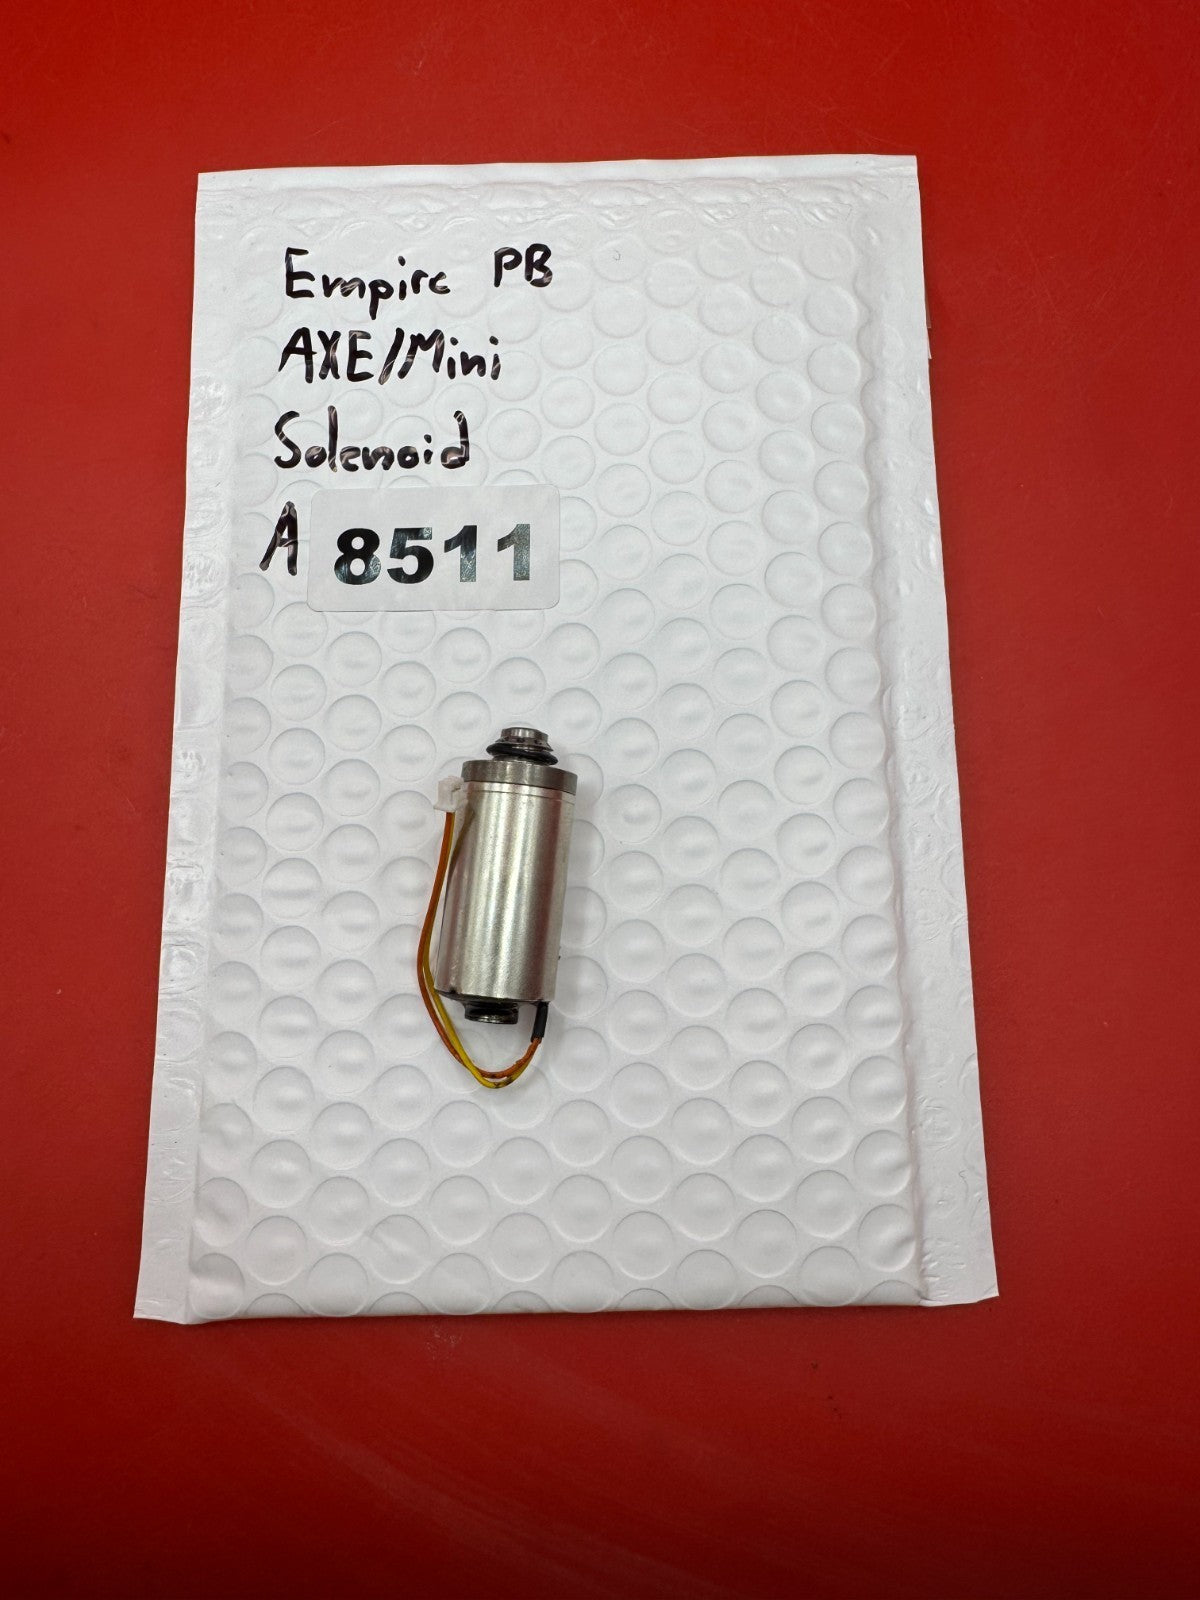 Empire PB
AXE/Mini
Solenoid
A 8511